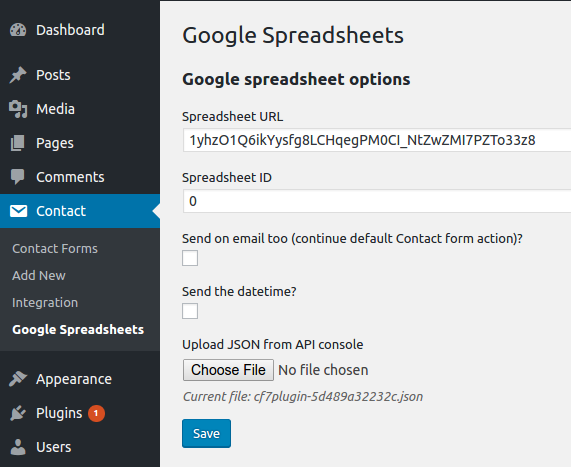 Dashboard
Posts
Media
Pages
Comments
Contact
Contact Forms
Add New
Integration
Google Spreadsheets
Appearance
Plugins 1
Users
Google Spreadsheets
Google spreadsheet options
Spreadsheet URL
1yhzO1Q6ikYysfg8LCHqegPM0CI_NtZwZMI7PZTo33z8
Spreadsheet ID
0
Send on email too (continue default Contact form action)?
Send the datetime?
Upload JSON from API console
Choose File No file chosen
Current file: cf7plugin-5d489a32232c.json
Save